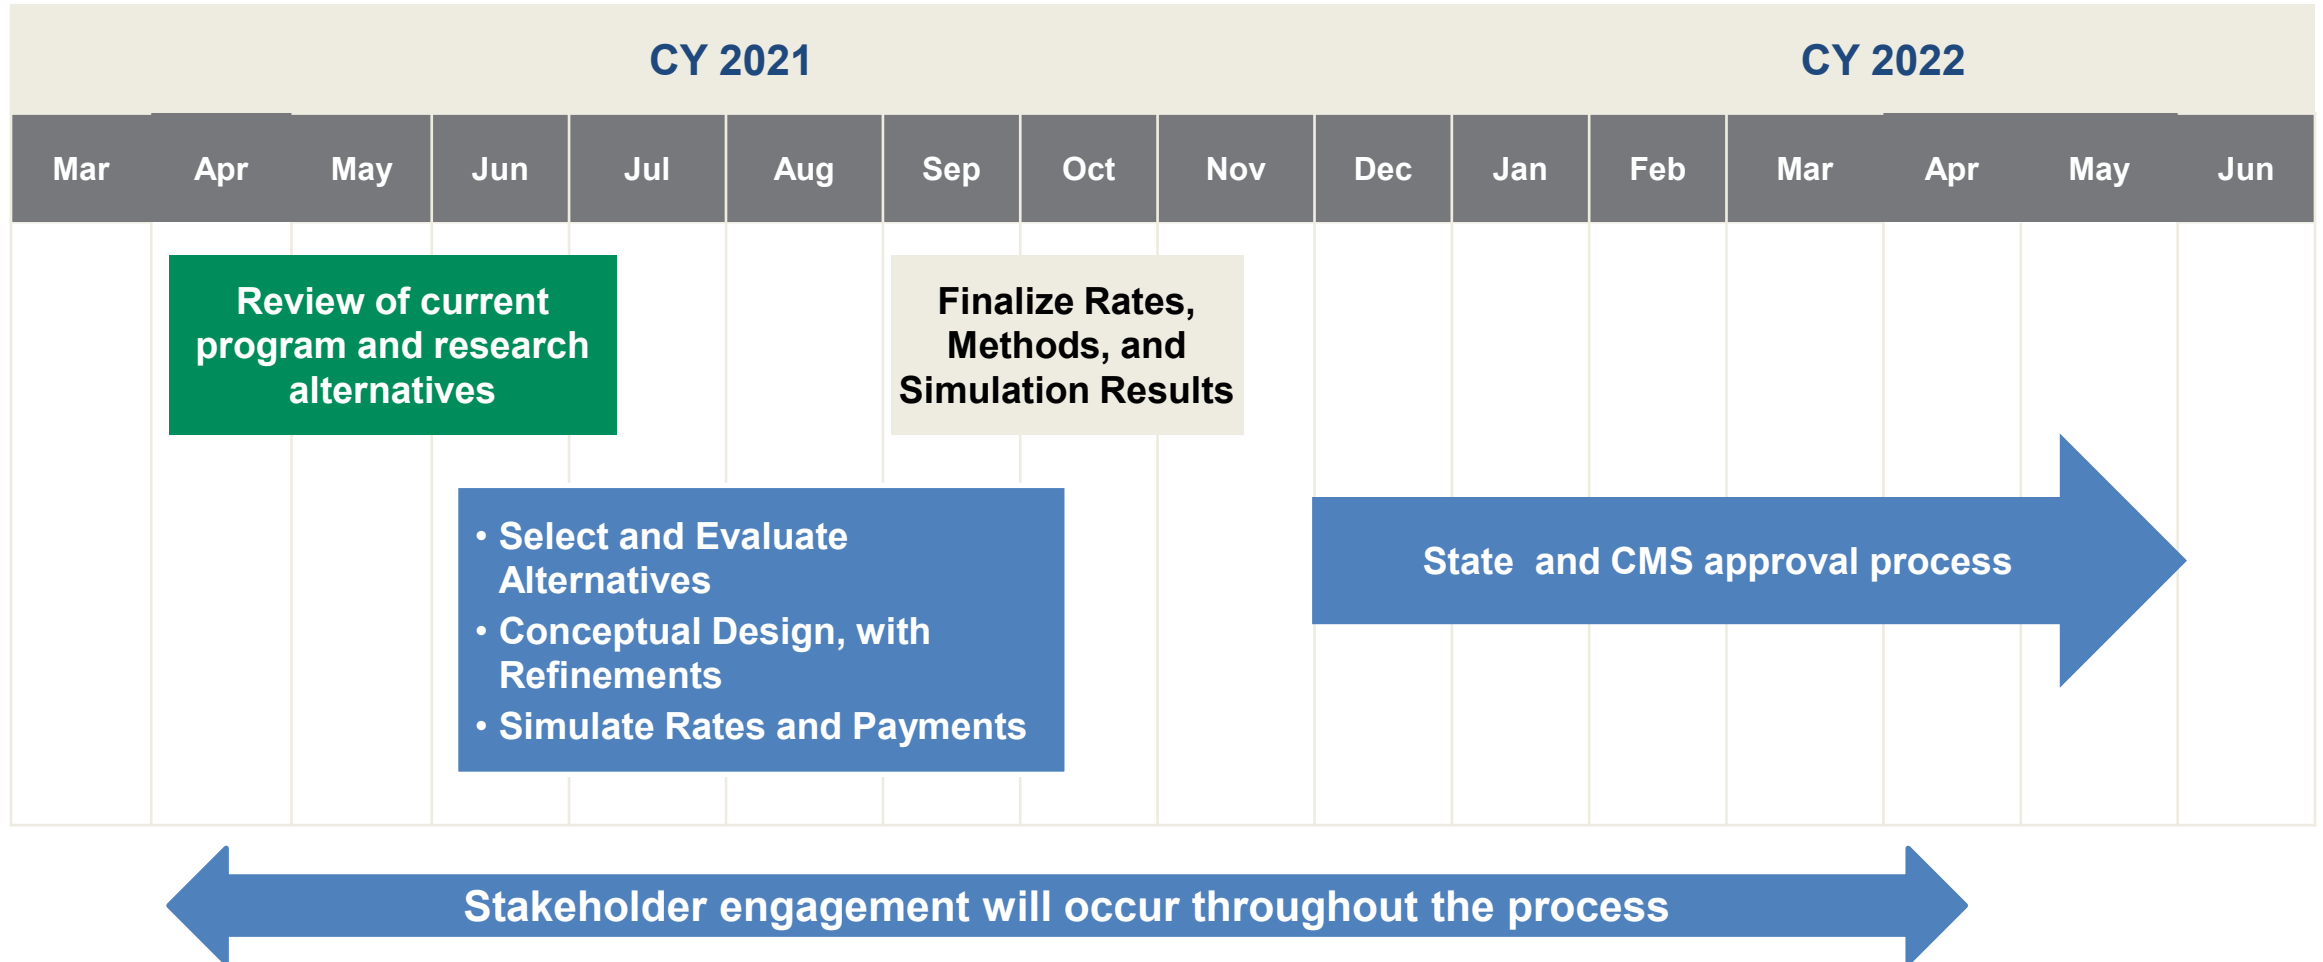 CY 2021 CY 2022
Mar Apr May Jun Jul Aug Sep Oct Nov Dec Jan Feb Mar Apr May Jun
Review of current
program and research
alternatives
Finalize Rates,
Methods, and
Simulation Results
• Select and Evaluate
Alternatives
• Conceptual Design, with
Refinements
• Simulate Rates and Payments
State and CMS approval process
Stakeholder engagement will occur throughout the process